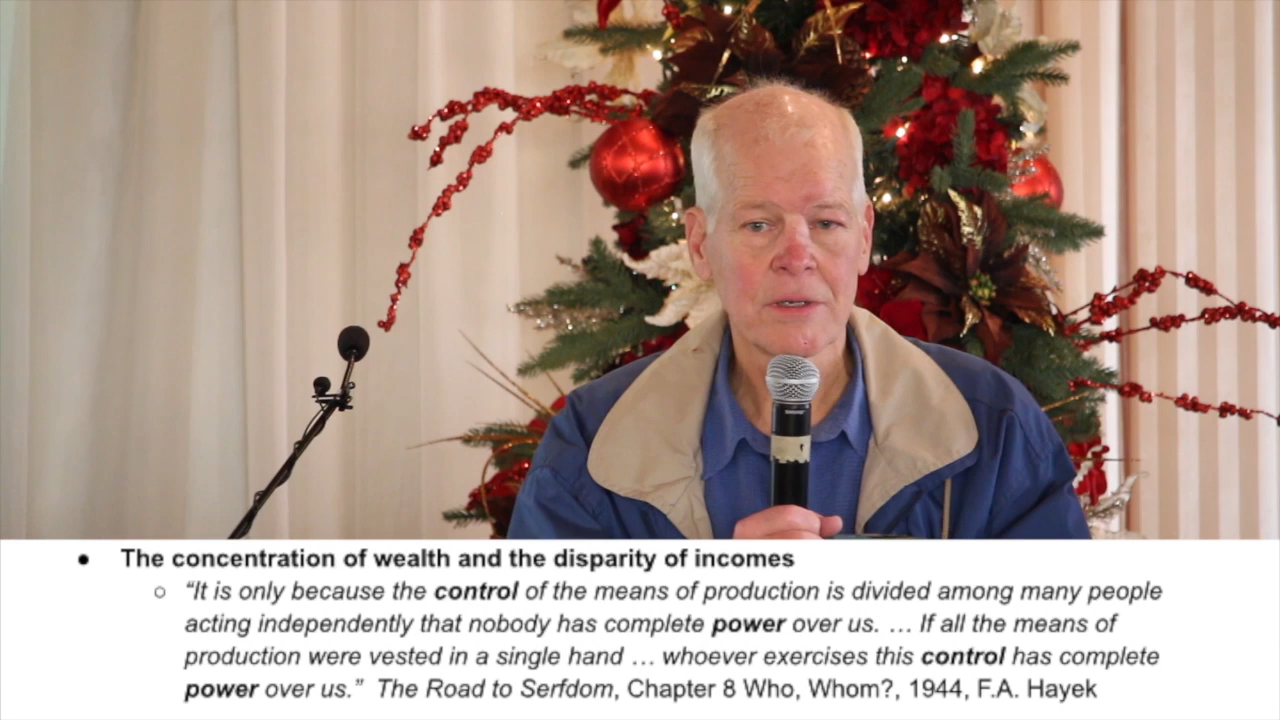 ● The concentration of wealth and the disparity of incomes
○ “It is only because the control of the means of production is divided among many people
acting independently that nobody has complete power over us. … If all the means of
production were vested in a single hand … whoever exercises this control has complete
power over us.” The Road to Serfdom, Chapter 8 Who, Whom?, 1944, F.A. Hayek